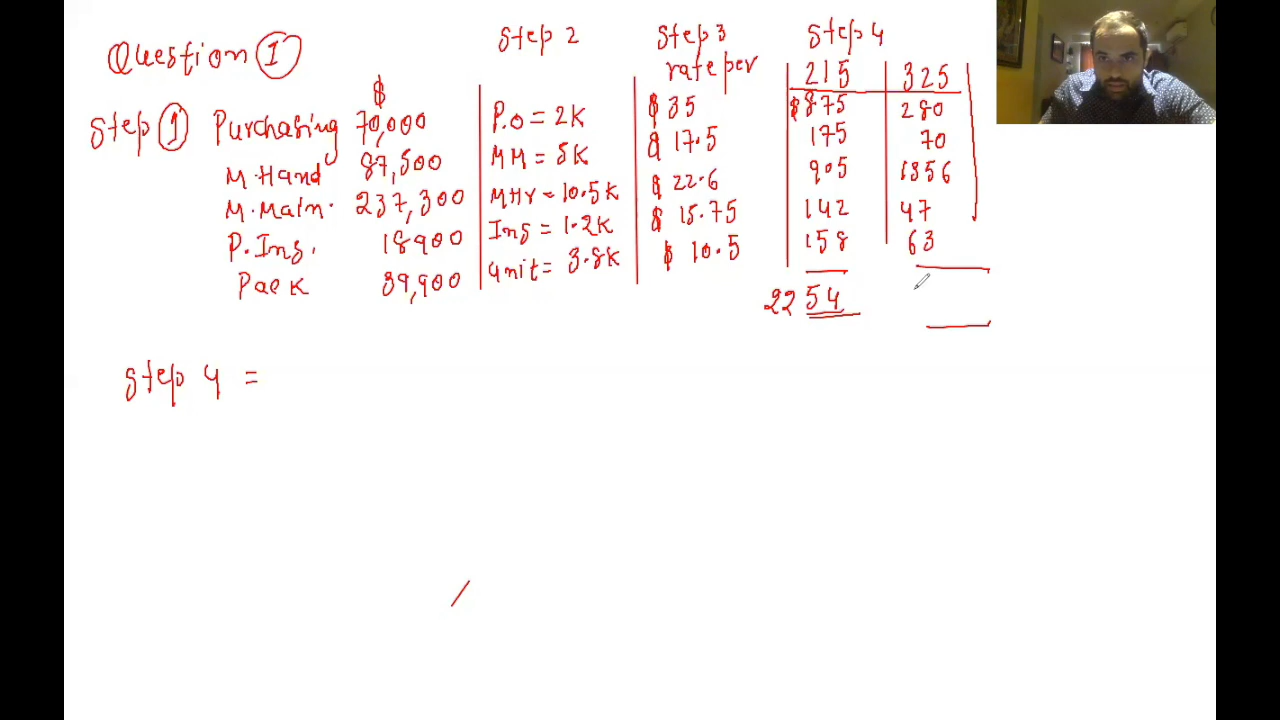 Question 1
Step 2 Step 3 Step 4
rate per 215 325
$
Step 1 Purchasing 70,000 P.O = 2K $ 35 $875 280
M.Hand 87,500 MM = 5K $ 17.5 175 70
M.Main. 237,300 MHr = 10.5K $ 22.6 905 1356
P.Ins. 18900 Ins = 1.2K $ 15.75 142 47
Pack 39,900 Unit = 3.8K $ 10.5 158 63
2254
Step 4 =